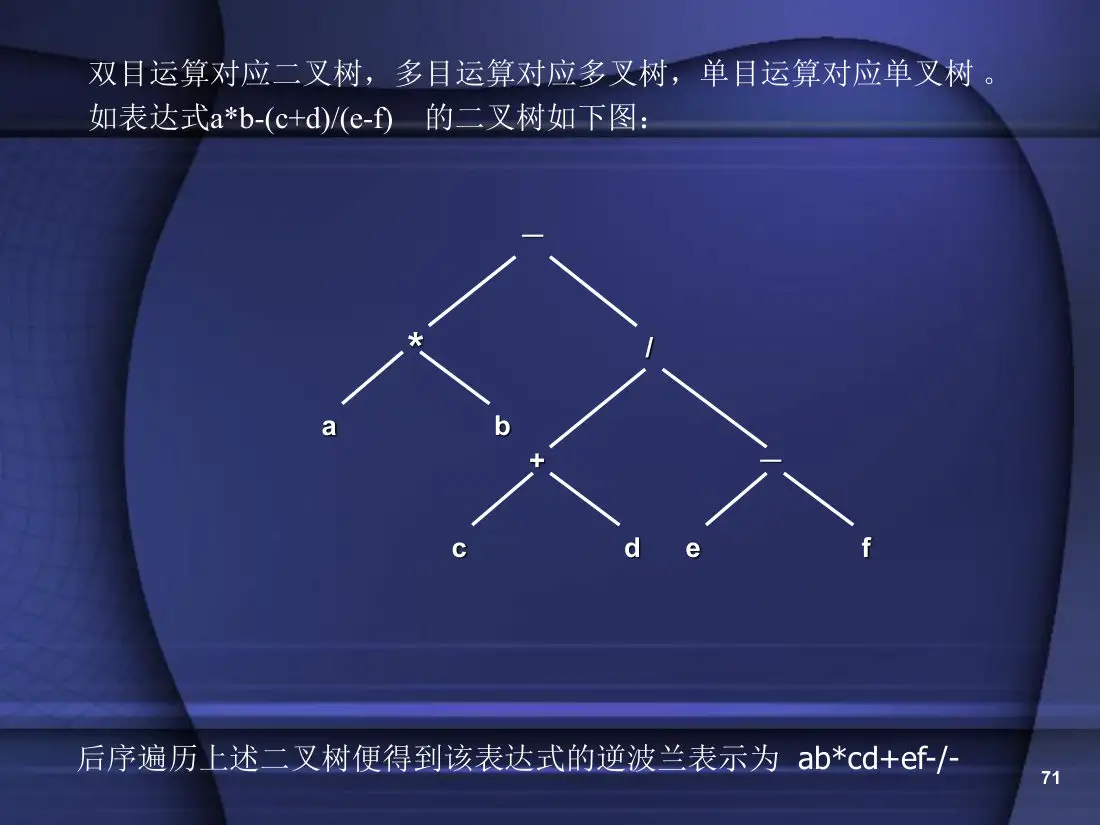 双目运算对应二叉树，多目运算对应多叉树，单目运算对应单叉树 。
如表达式a*b-(c+d)/(e-f) 的二叉树如下图：
—
* /
a b
+ —
c d e f
后序遍历上述二叉树便得到该表达式的逆波兰表示为 ab*cd+ef-/-
71